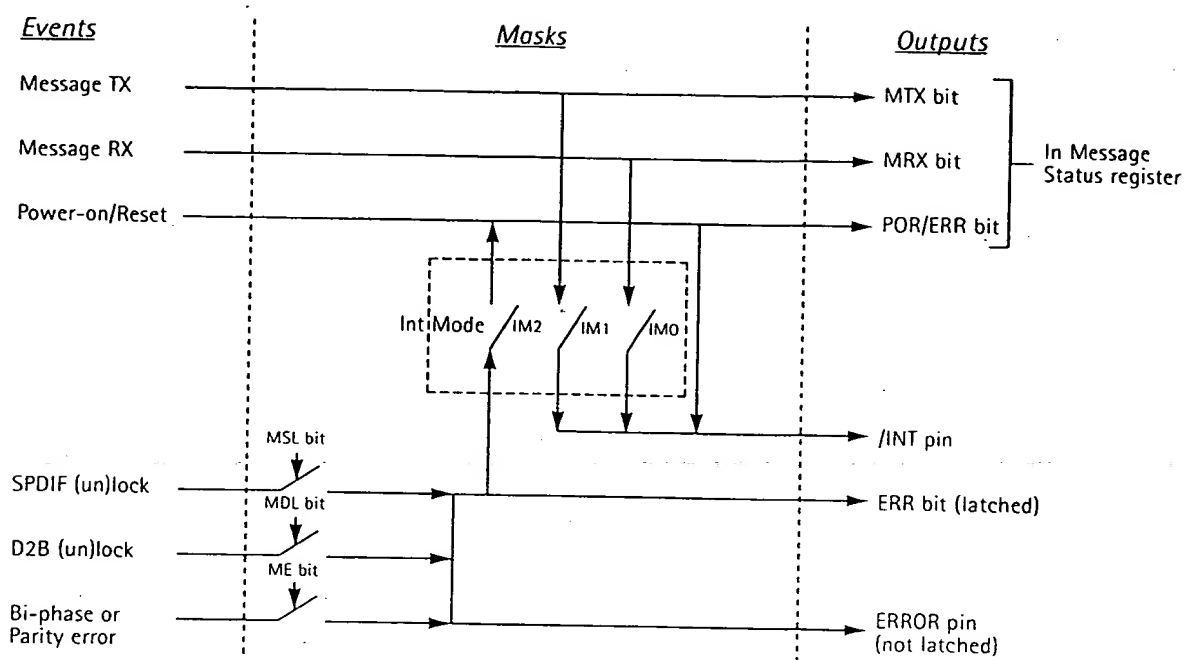 Events
Masks
Outputs
Message TX
MTX bit
Message RX
MRX bit
In Message
Status register
Power-on/Reset
POR/ERR bit
Int Mode
IM2
IM1
IM0
/INT pin
MSL bit
SPDIF (un)lock
ERR bit (latched)
MDL bit
D2B (un)lock
ME bit
Bi-phase or
Parity error
ERROR pin
(not latched)